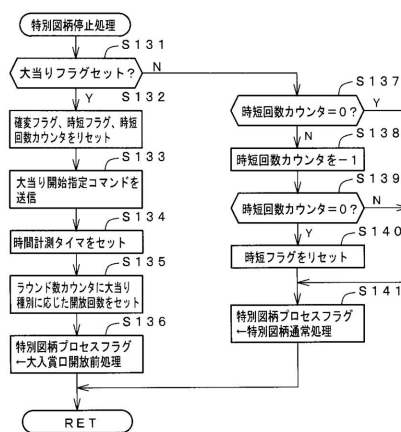 特別図柄停止処理
S131
大当りフラグセット?
N
Y
S132
確変フラグ、時短フラグ、時短
回数カウンタをリセット
S133
大当り開始指定コマンドを
送信
S134
時間計測タイマをセット
S135
ラウンド数カウンタに大当り
種別に応じた開放回数をセット
S136
特別図柄プロセスフラグ
←大入賞口開放前処理
RET
S137
時短回数カウンタ=0?
Y
N
S138
時短回数カウンタを−1
S139
時短回数カウンタ=0?
N
Y
S140
時短フラグをリセット
S141
特別図柄プロセスフラグ
←特別図柄通常処理